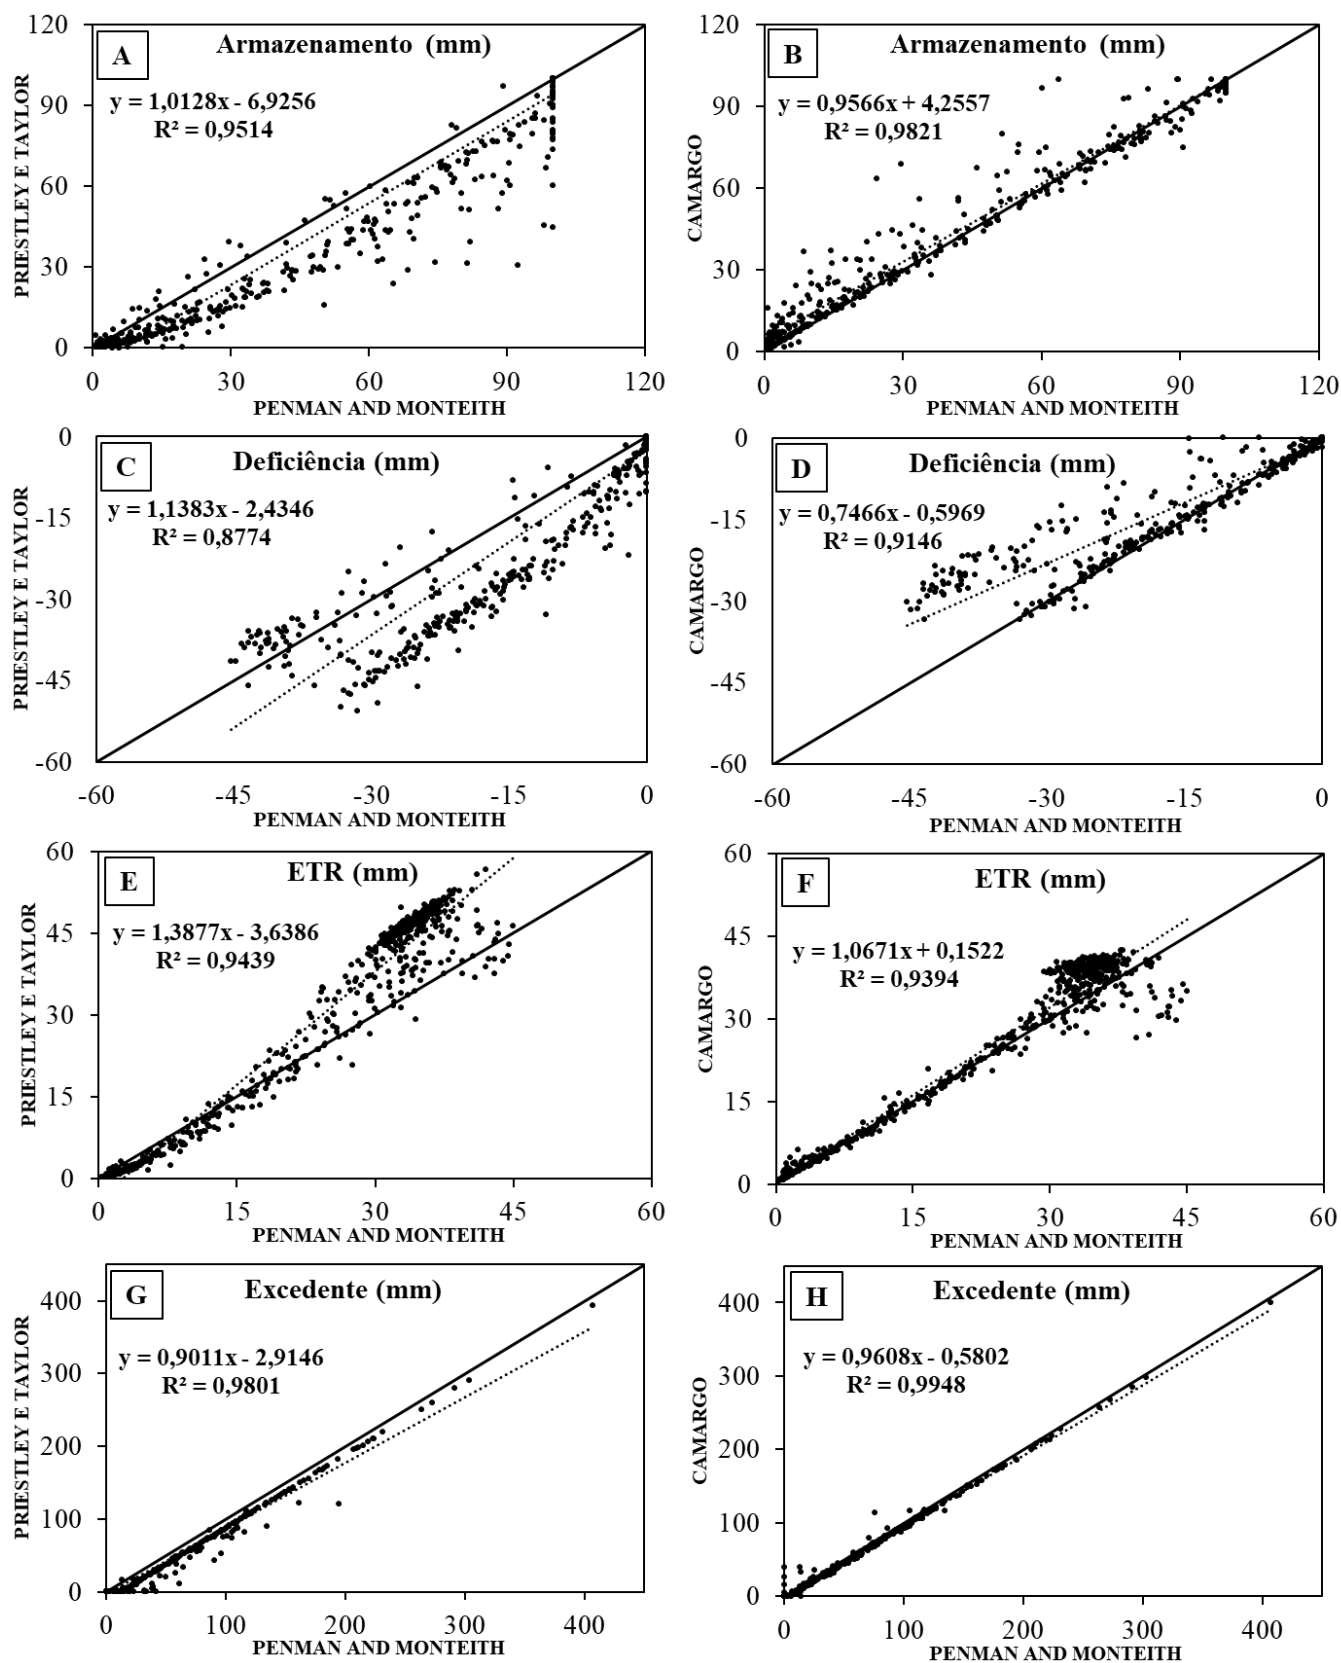 A
Armazenamento (mm)
y = 1,0128x - 6,9256
R² = 0,9514
PRIESTLEY E TAYLOR
120
90
60
30
0
0 30 60 90 120
PENMAN AND MONTEITH
B
Armazenamento (mm)
y = 0,9566x + 4,2557
R² = 0,9821
CAMARGO
120
90
60
30
0
0 30 60 90 120
PENMAN AND MONTEITH
C
Deficiência (mm)
y = 1,1383x - 2,4346
R² = 0,8774
PRIESTLEY E TAYLOR
0
-15
-30
-45
-60
-60 -45 -30 -15 0
PENMAN AND MONTEITH
D
Deficiência (mm)
y = 0,7466x - 0,5969
R² = 0,9146
CAMARGO
0
-15
-30
-45
-60
-60 -45 -30 -15 0
PENMAN AND MONTEITH
E
ETR (mm)
y = 1,3877x - 3,6386
R² = 0,9439
PRIESTLEY E TAYLOR
60
45
30
15
0
0 15 30 45 60
PENMAN AND MONTEITH
F
ETR (mm)
y = 1,0671x + 0,1522
R² = 0,9394
CAMARGO
60
45
30
15
0
0 15 30 45 60
PENMAN AND MONTEITH
G
Excedente (mm)
y = 0,9011x - 2,9146
R² = 0,9801
PRIESTLEY E TAYLOR
400
300
200
100
0
0 100 200 300 400
PENMAN AND MONTEITH
H
Excedente (mm)
y = 0,9608x - 0,5802
R² = 0,9948
CAMARGO
400
300
200
100
0
0 100 200 300 400
PENMAN AND MONTEITH